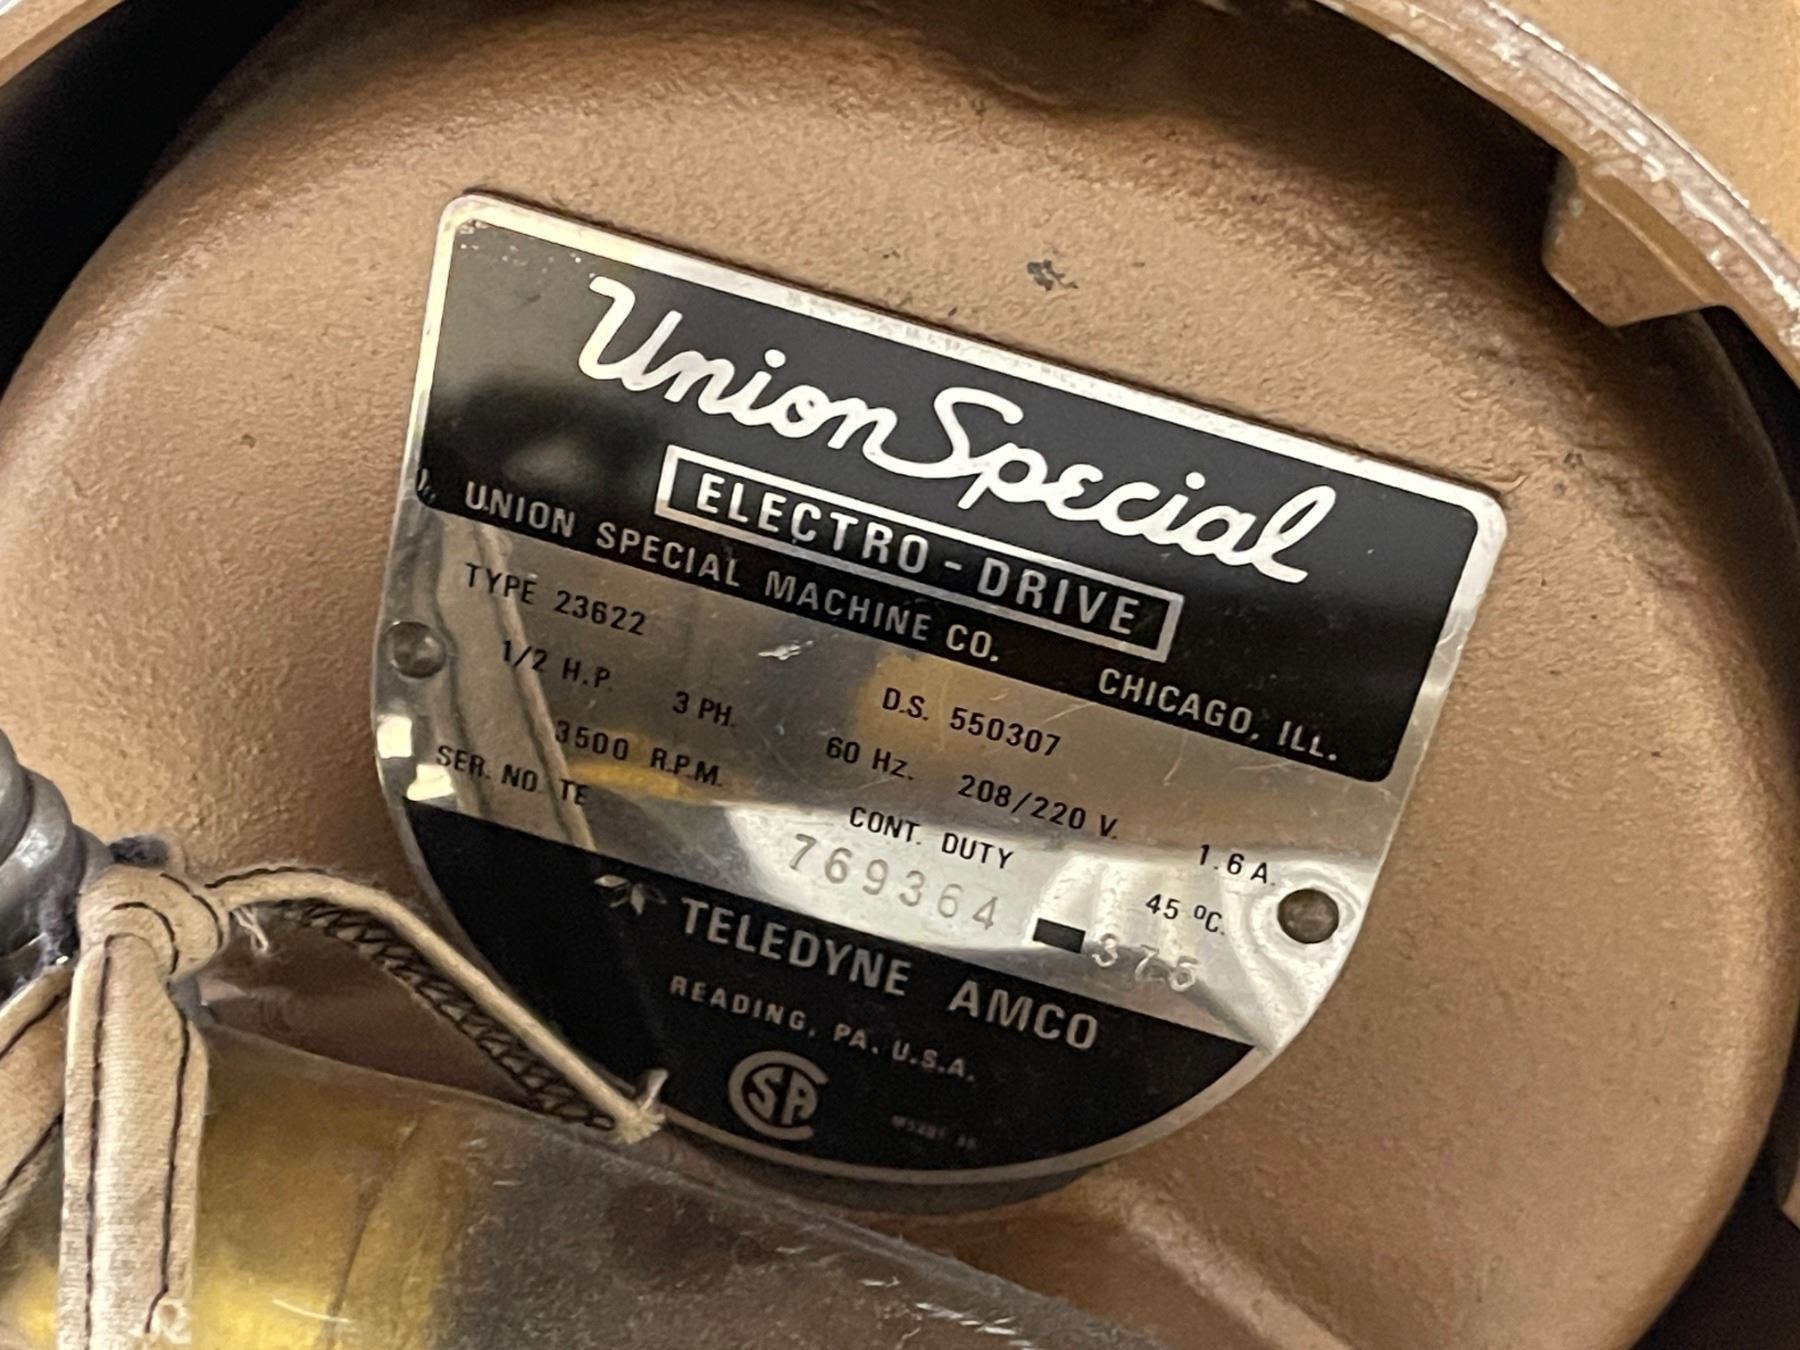 Union Special
ELECTRO-DRIVE
UNION SPECIAL MACHINE CO. CHICAGO, ILL.
TYPE 23622 D.S. 550307
1/2 H.P. 3 PH. 60 Hz. 208/220 V. 1.6 A.
3500 R.P.M. CONT. DUTY 45 ºC.
SER. NO. TE 769364 375
TELEDYNE AMCO
READING, PA. U.S.A.